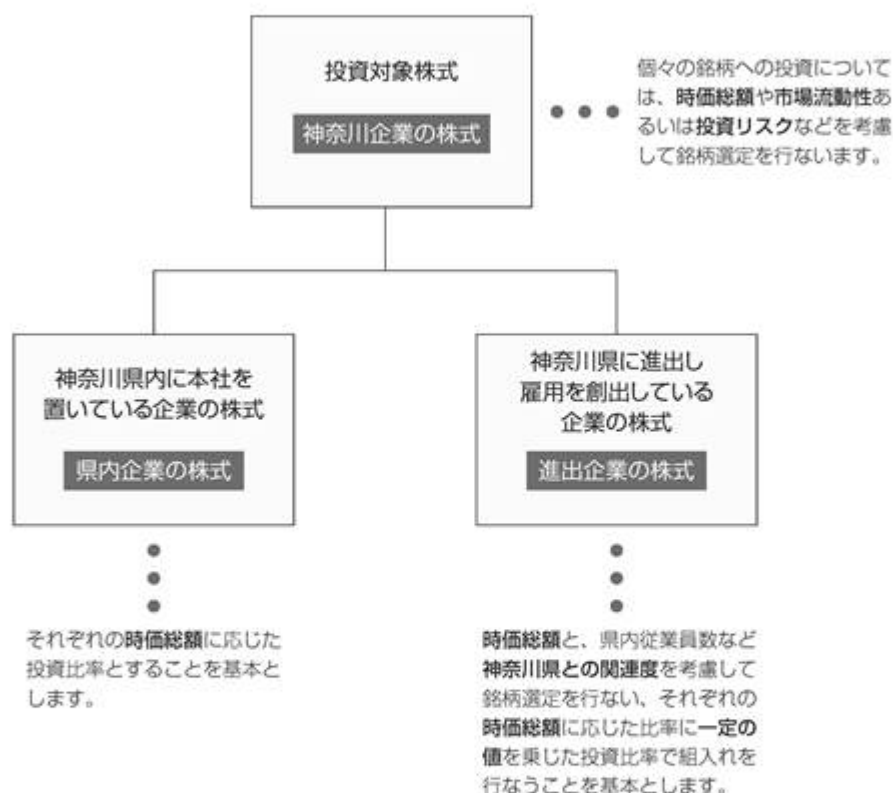 投資対象株式
神奈川企業の株式
個々の銘柄への投資について
は、時価総額や市場流動性あ
るいは投資リスクなどを考慮
して銘柄選定を行ないます。
神奈川県内に本社を
置いている企業の株式
県内企業の株式
それぞれの時価総額に応じた
投資比率とすることを基本と
します。
神奈川県に進出し
雇用を創出している
企業の株式
進出企業の株式
時価総額と、県内従業員数など
神奈川県との関連度を考慮して
銘柄選定を行ない、それぞれの
時価総額に応じた比率に一定の
値を乗じた投資比率で組入れを
行なうことを基本とします。